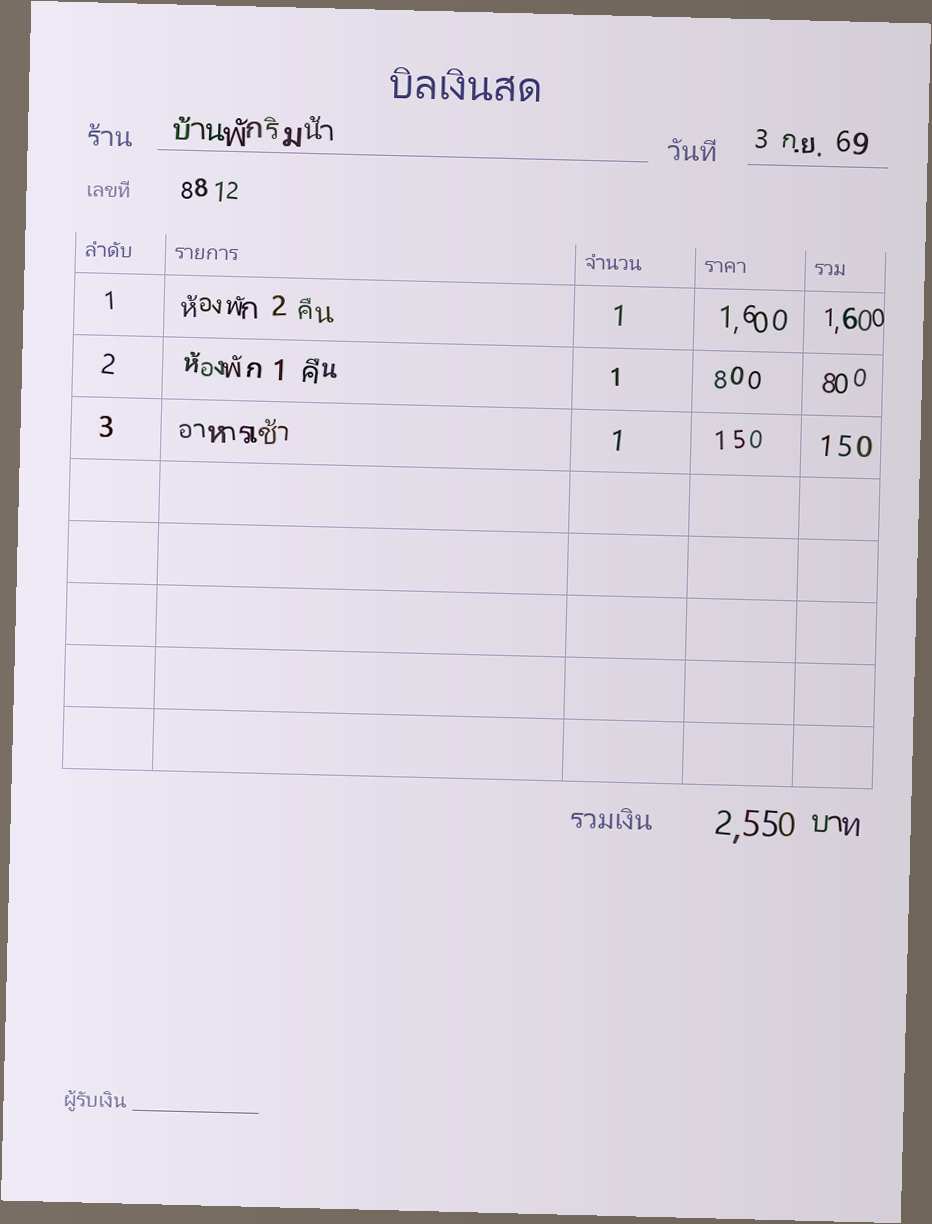 บิลเงินสด
ร้าน บ้านพักริมน้ำ วันที่ 3 ก.ย. 69
เลขที่ 8812
ลำดับ รายการ จำนวน ราคา รวม
1 ห้องพัก 2 คืน 1 1,600 1,600
2 ห้องพัก 1 คืน 1 800 800
3 อาหารเช้า 1 150 150
รวมเงิน 2,550 บาท
ผู้รับเงิน